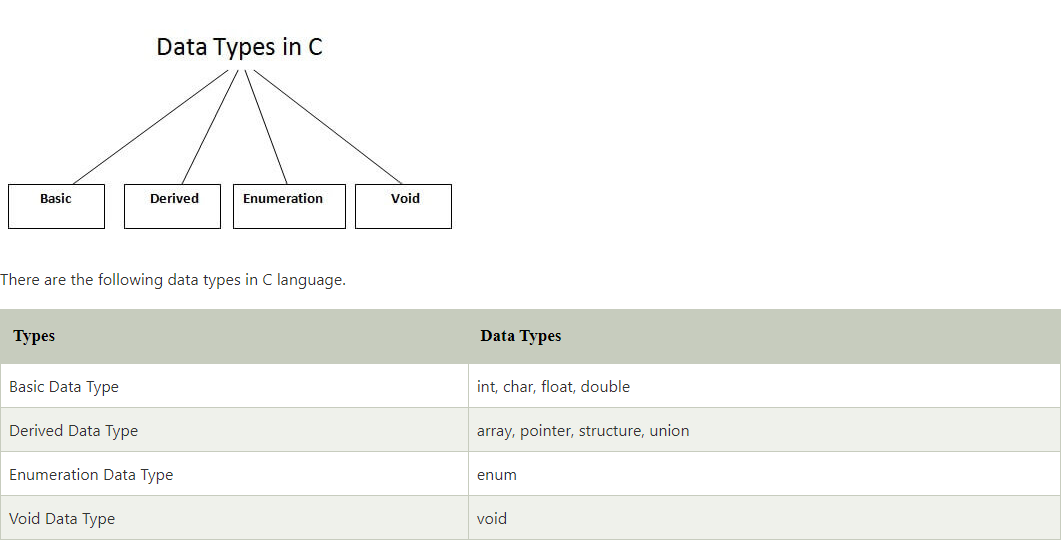 Data Types in C
Basic
Derived
Enumeration
Void
There are the following data types in C language.
Types Data Types
Basic Data Type int, char, float, double
Derived Data Type array, pointer, structure, union
Enumeration Data Type enum
Void Data Type void